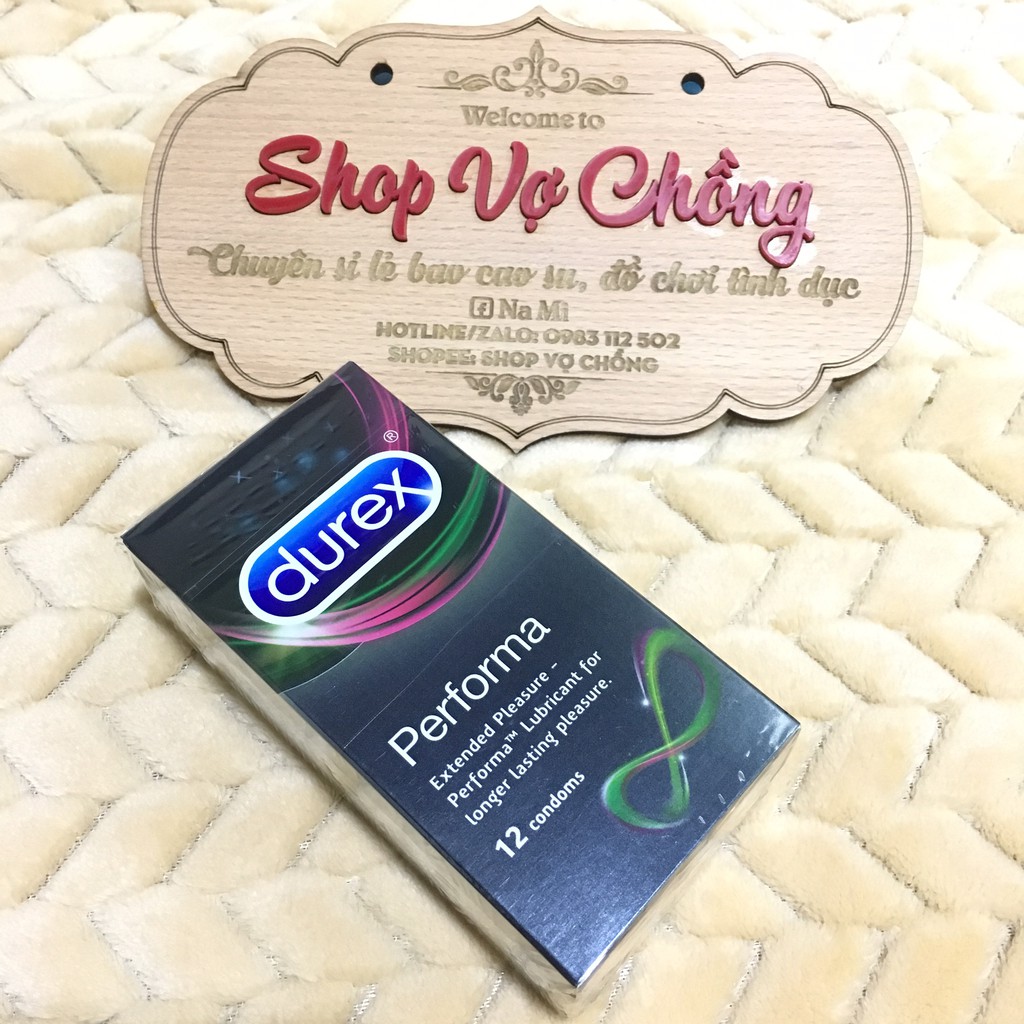 Welcome to
Shop Vợ Chồng
Chuyên sỉ lẻ bao cao su, đồ chơi tình dục
Na Mi
HOTLINE/ZALO: 0983 112 502
SHOPEE: SHOP VỢ CHỒNG
durex®
Performa
Extended Pleasure -
Performa™ Lubricant for
longer lasting pleasure.
12 condoms